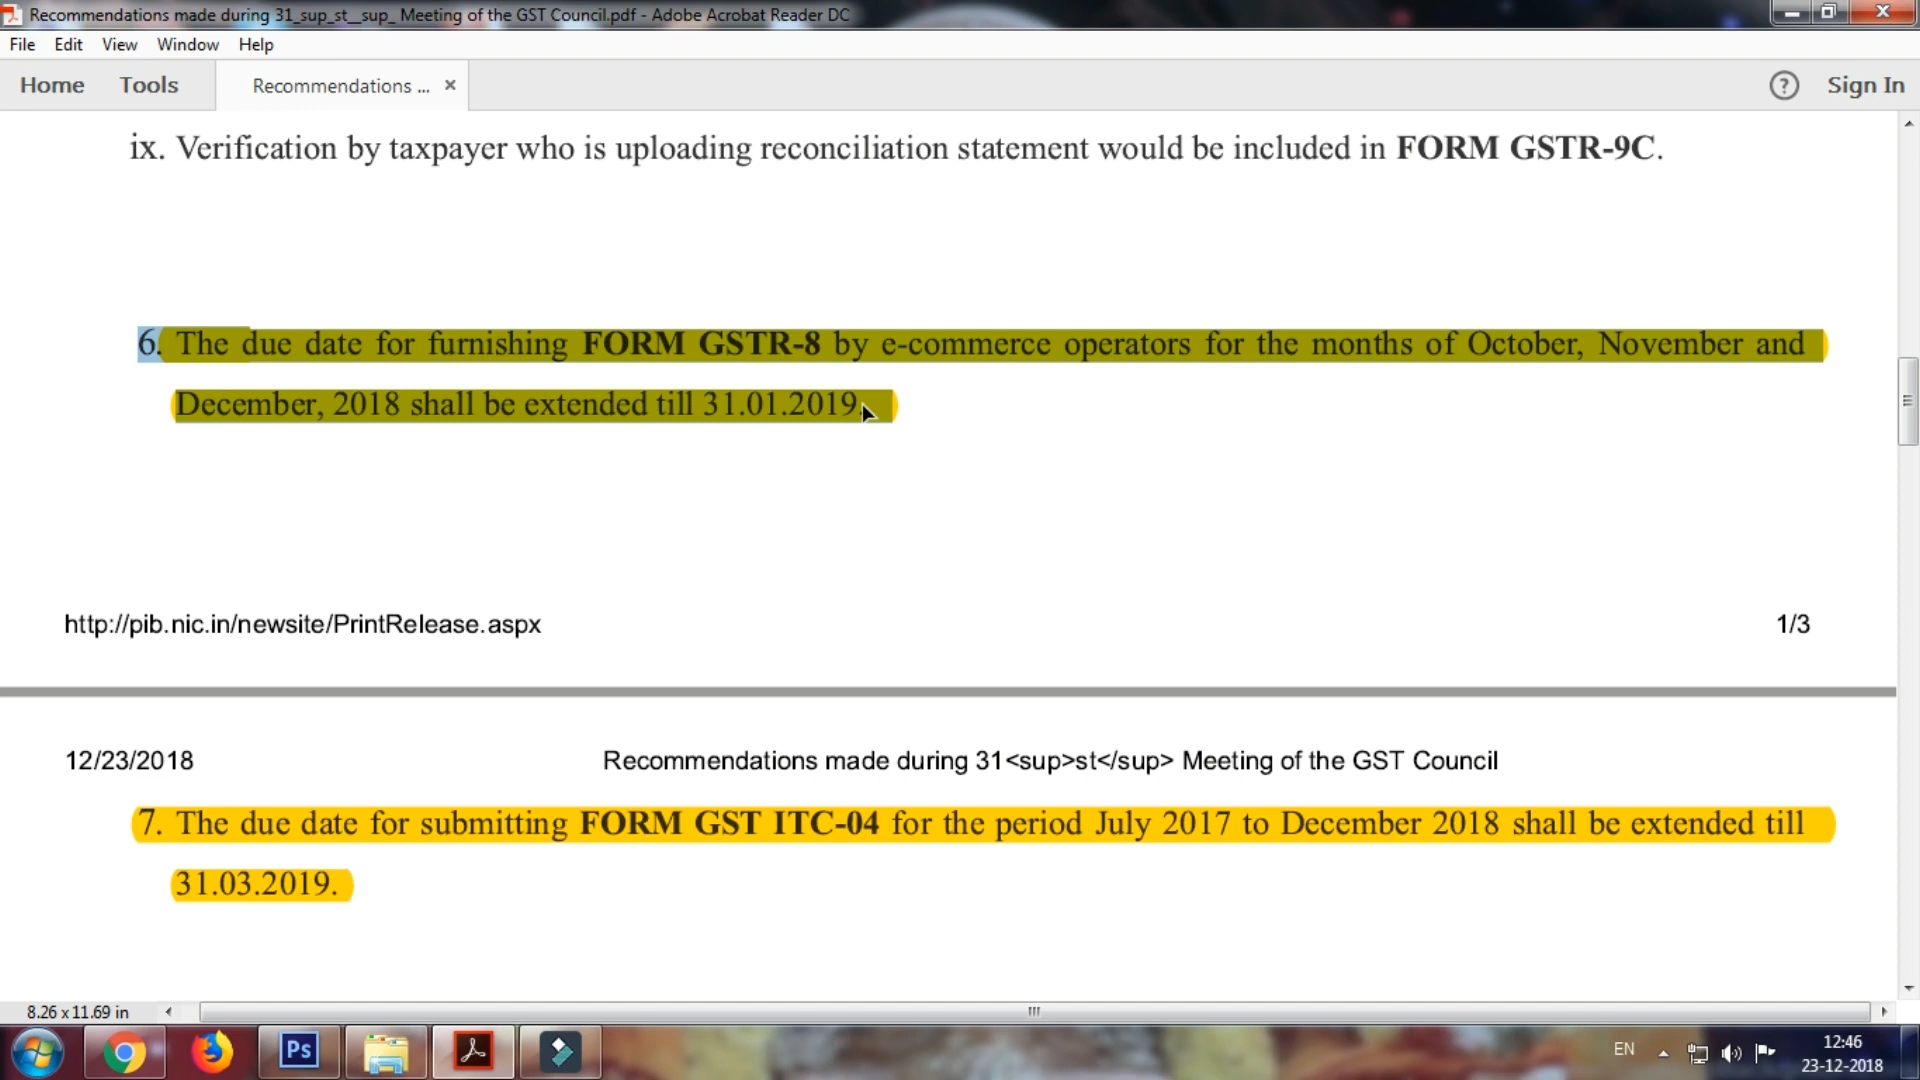 Recommendations made during 31_sup_st__sup_ Meeting of the GST Council.pdf - Adobe Acrobat Reader DC
File Edit View Window Help
Home Tools Recommendations ... × ? Sign In
ix. Verification by taxpayer who is uploading reconciliation statement would be included in FORM GSTR-9C.
6. The due date for furnishing FORM GSTR-8 by e-commerce operators for the months of October, November and
December, 2018 shall be extended till 31.01.2019.
http://pib.nic.in/newsite/PrintRelease.aspx 1/3
12/23/2018 Recommendations made during 31<sup>st</sup> Meeting of the GST Council
7. The due date for submitting FORM GST ITC-04 for the period July 2017 to December 2018 shall be extended till
31.03.2019.
8.26 x 11.69 in
Ps EN 12:46
23-12-2018